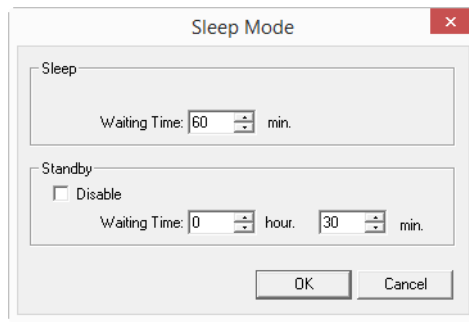 Sleep Mode
Sleep
Waiting Time: 60 min.
Standby
Disable
Waiting Time: 0 hour. 30 min.
OK Cancel